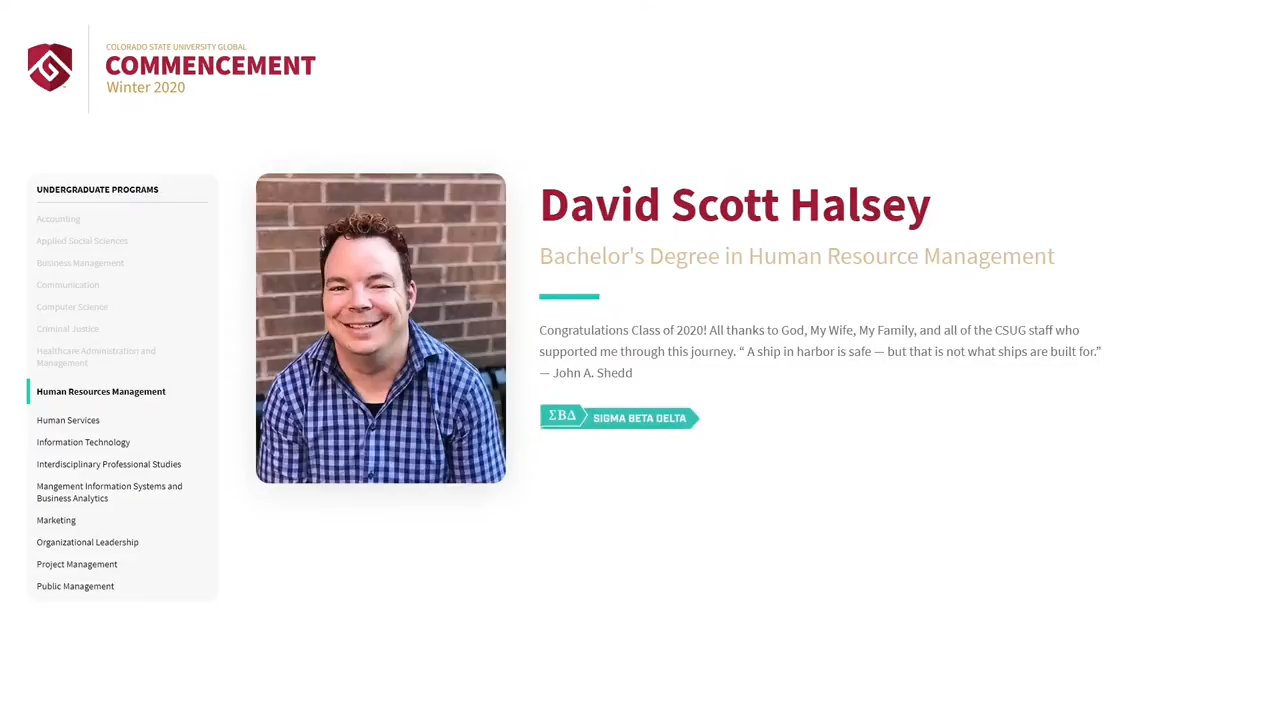 COLORADO STATE UNIVERSITY GLOBAL
COMMENCEMENT
Winter 2020
UNDERGRADUATE PROGRAMS
Accounting
Applied Social Sciences
Business Management
Communication
Computer Science
Criminal Justice
Healthcare Administration and
Management
Human Resources Management
Human Services
Information Technology
Interdisciplinary Professional Studies
Mangement Information Systems and
Business Analytics
Marketing
Organizational Leadership
Project Management
Public Management
David Scott Halsey
Bachelor's Degree in Human Resource Management
Congratulations Class of 2020! All thanks to God, My Wife, My Family, and all of the CSUG staff who
supported me through this journey. “ A ship in harbor is safe — but that is not what ships are built for.”
— John A. Shedd
ΣΒΔ SIGMA BETA DELTA